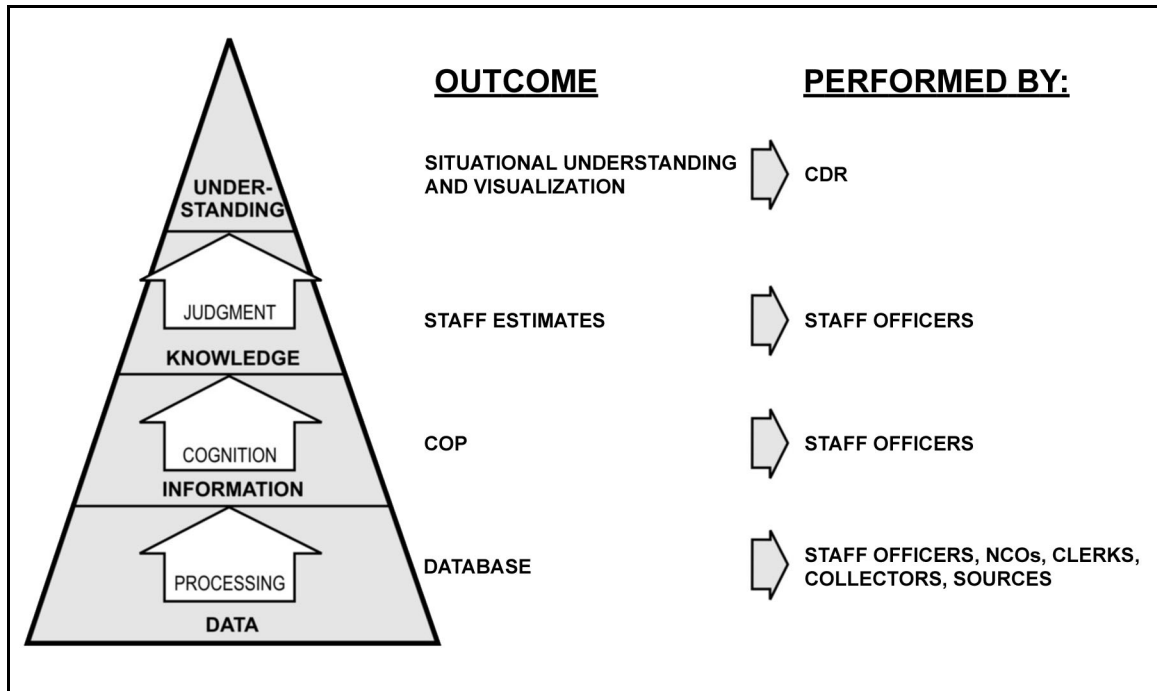 OUTCOME
PERFORMED BY:
UNDER-
STANDING
SITUATIONAL UNDERSTANDING
AND VISUALIZATION
CDR
JUDGMENT
KNOWLEDGE
STAFF ESTIMATES
STAFF OFFICERS
COGNITION
INFORMATION
COP
STAFF OFFICERS
PROCESSING
DATA
DATABASE
STAFF OFFICERS, NCOs, CLERKS,
COLLECTORS, SOURCES